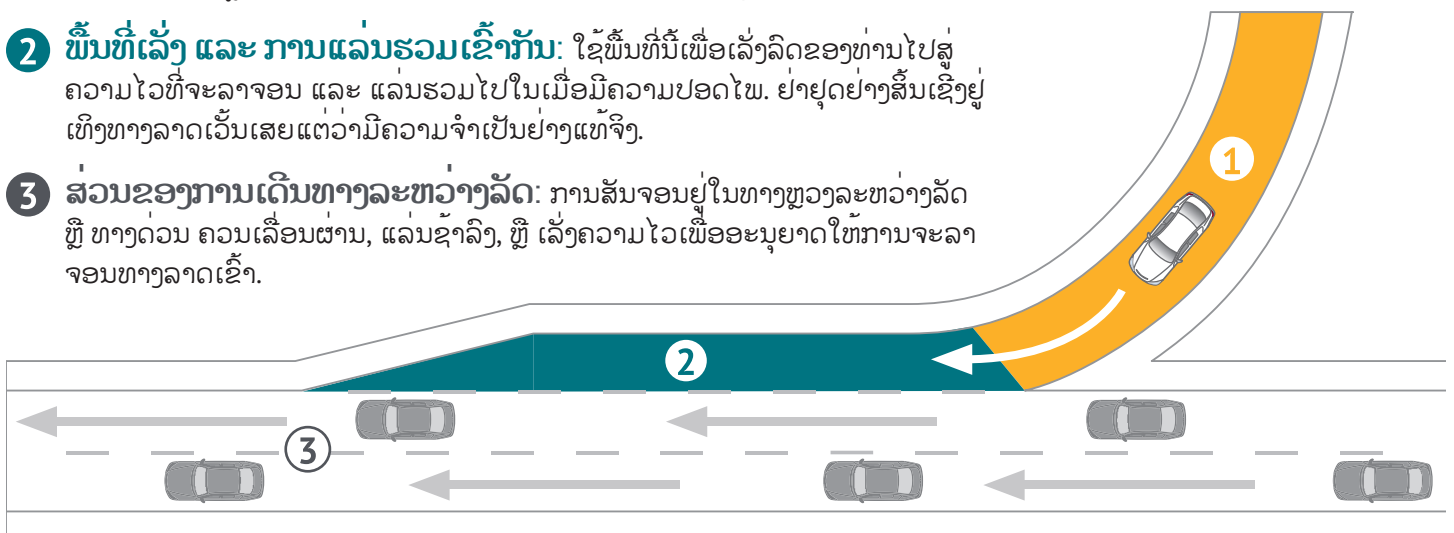 2 ພື້ນທີ່ເລັ່ງ ແລະ ການແລ່ນຮວມເຂົ້າກັນ: ໃຊ້ພື້ນທີ່ນີ້ເພື່ອເລັ່ງລົດຂອງທ່ານໄປສູ່
ຄວາມໄວທີ່ຈະລາຈອນ ແລະ ແລ່ນຮວມໄປໃນເມື່ອມີຄວາມປອດໄພ. ຢ່າຢຸດຢ່າງສິ້ນເຊີງຢູ່
ເທິງທາງລາດເວັ້ນເສຍແຕ່ວ່າມີຄວາມຈຳເປັນຢ່າງແທ້ຈິງ.
3 ສ່ວນຂອງການເດີນທາງລະຫວ່າງລັດ: ການສັນຈອນຢູ່ໃນທາງຫຼວງລະຫວ່າງລັດ
ຫຼື ທາງດ່ວນ ຄວນເລື່ອນຜ່ານ, ແລ່ນຊ້າລົງ, ຫຼື ເລັ່ງຄວາມໄວເພື່ອອະນຸຍາດໃຫ້ການຈະລາ
ຈອນທາງລາດເຂົ້າ.
1
2
3